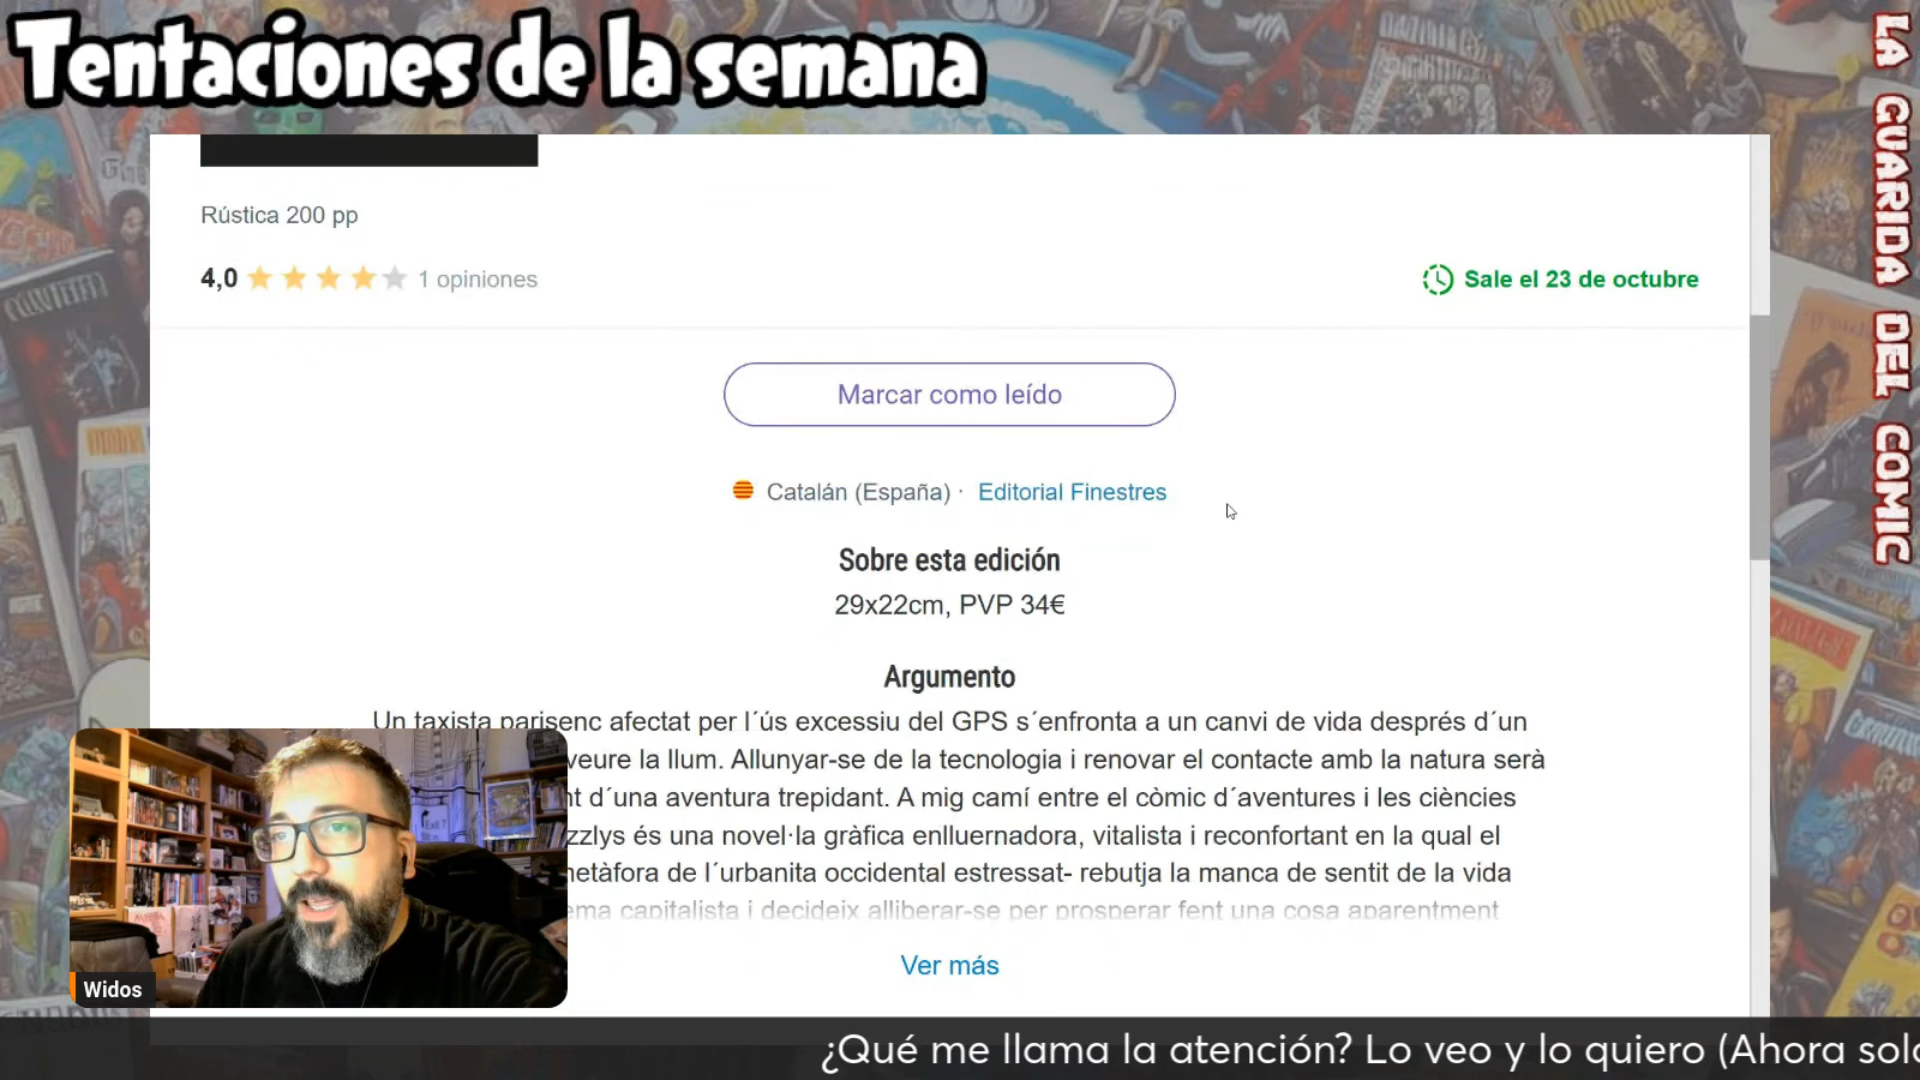 Tentaciones de la semana
LA GUARIDA DEL COMIC
Rústica 200 pp
4,0 1 opiniones
Sale el 23 de octubre
Marcar como leído
Catalán (España) · Editorial Finestres
Sobre esta edición
29x22cm, PVP 34€
Argumento
Un taxista parisenc afectat per l´ús excessiu del GPS s´enfronta a un canvi de vida després d´un
veure la llum. Allunyar-se de la tecnologia i renovar el contacte amb la natura serà
nt d´una aventura trepidant. A mig camí entre el còmic d´aventures i les ciències
zzlys és una novel·la gràfica enlluernadora, vitalista i reconfortant en la qual el
netàfora de l´urbanita occidental estressat- rebutja la manca de sentit de la vida
ema capitalista i decideix alliberar-se per prosperar fent una cosa aparentment
Ver más
Widos
¿Qué me llama la atención? Lo veo y lo quiero (Ahora solo